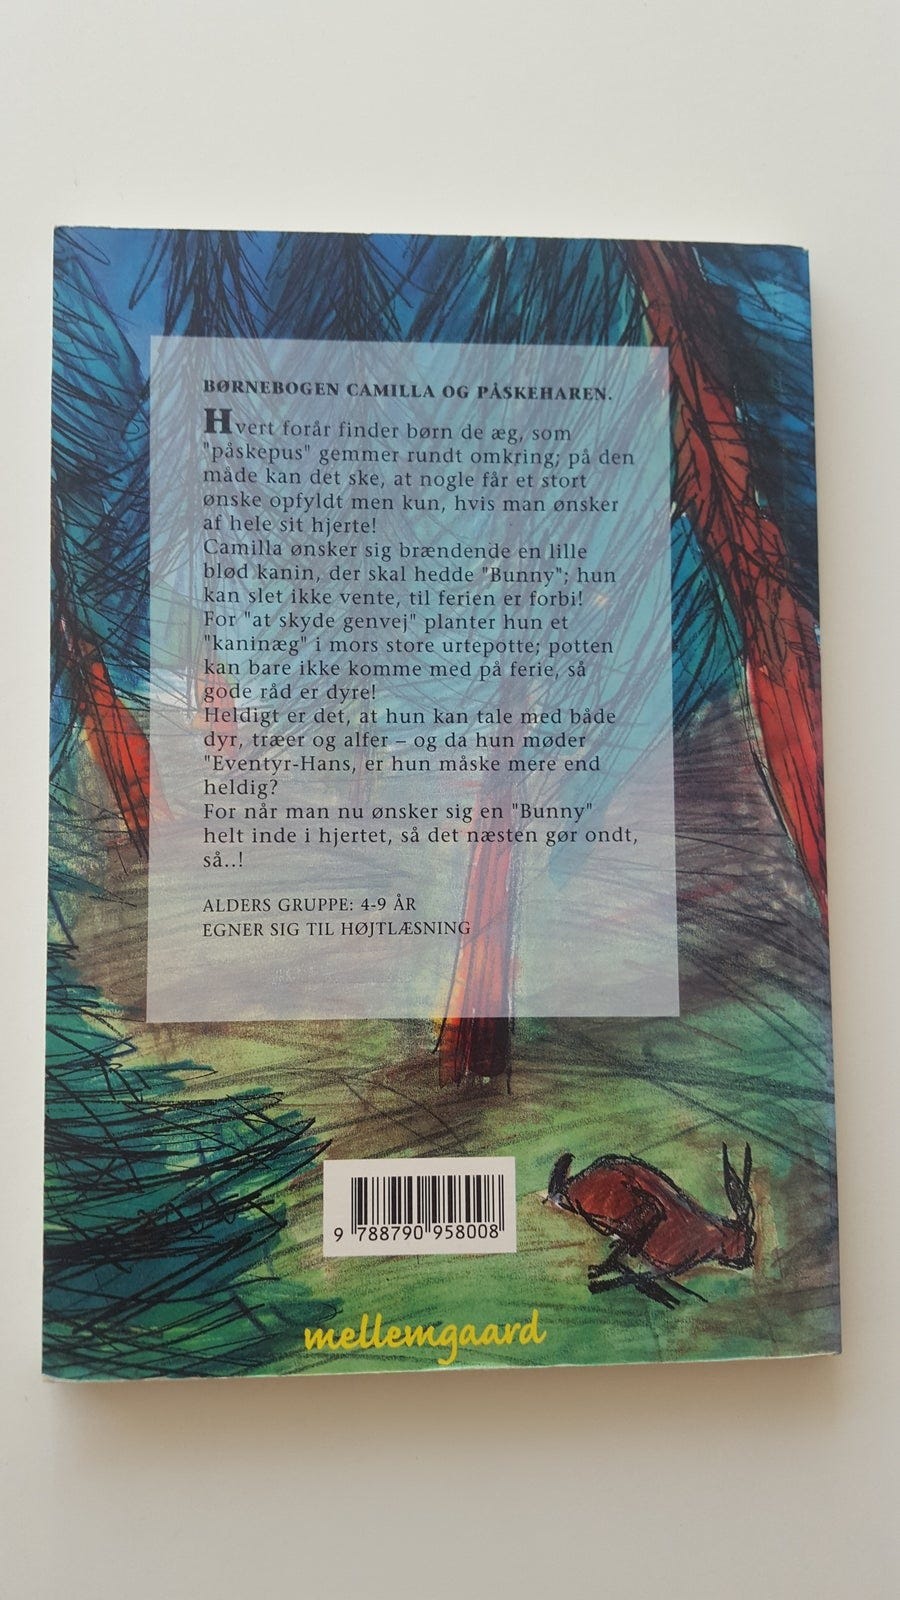 BØRNEBOGEN CAMILLA OG PÅSKEHAREN.
Hvert forår finder børn de æg, som
"påskepus" gemmer rundt omkring; på den
måde kan det ske, at nogle får et stort
ønske opfyldt men kun, hvis man ønsker
af hele sit hjerte!
Camilla ønsker sig brændende en lille
blød kanin, der skal hedde "Bunny"; hun
kan slet ikke vente, til ferien er forbi!
For "at skyde genvej" planter hun et
"kaninæg" i mors store urtepotte; potten
kan bare ikke komme med på ferie, så
gode råd er dyre!
Heldigt er det, at hun kan tale med både
dyr, træer og alfer – og da hun møder
"Eventyr-Hans, er hun måske mere end
heldig?
For når man nu ønsker sig en "Bunny"
helt inde i hjertet, så det næsten gør ondt,
så..!
ALDERS GRUPPE: 4-9 ÅR
EGNER SIG TIL HØJTLÆSNING
9 788790 958008
mellemgaard